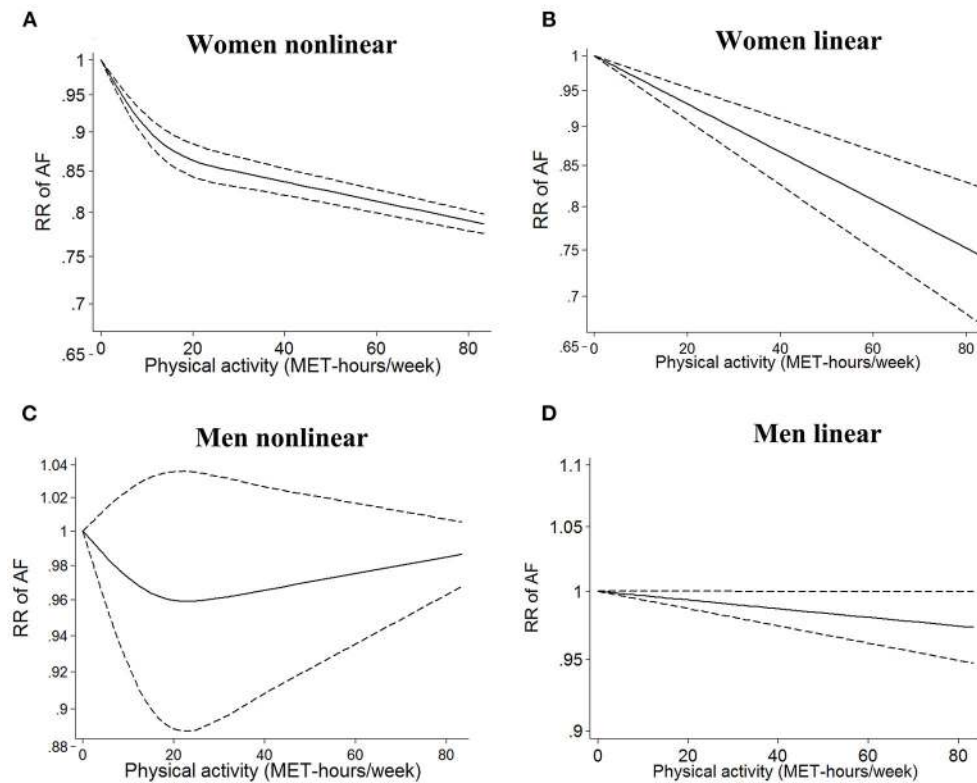 A
Women nonlinear
1
.95
.9
.85
.8
.75
.7
.65
RR of AF
0 20 40 60 80
Physical activity (MET-hours/week)
B
Women linear
1
.95
.9
.85
.8
.75
.7
.65
RR of AF
0 20 40 60 80
Physical activity (MET-hours/week)
C
Men nonlinear
1.04
1.02
1
.98
.96
.94
.92
.9
.88
RR of AF
0 20 40 60 80
Physical activity (MET-hours/week)
D
Men linear
1.1
1.05
1
.95
.9
RR of AF
0 20 40 60 80
Physical activity (MET-hours/week)